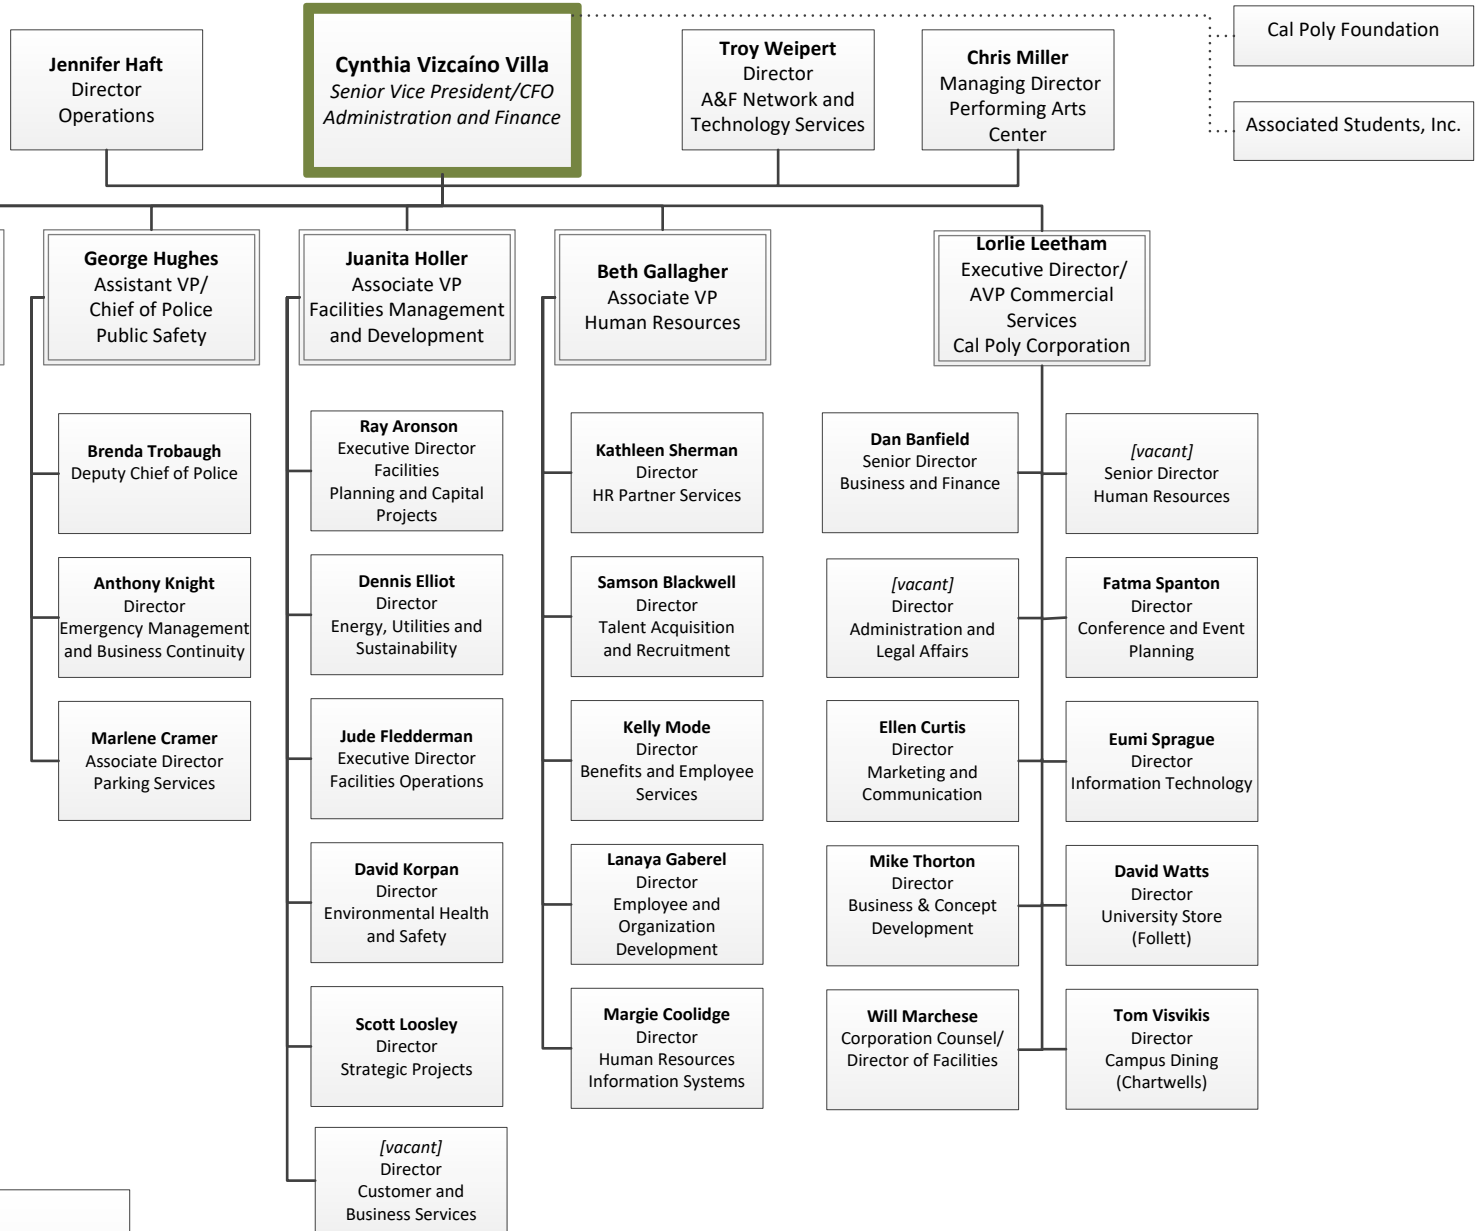 Jennifer Haft
Director
Operations
Cynthia Vizcaíno Villa
Senior Vice President/CFO
Administration and Finance
Troy Weipert
Director
A&F Network and
Technology Services
Chris Miller
Managing Director
Performing Arts
Center
Cal Poly Foundation
Associated Students, Inc.
George Hughes
Assistant VP/
Chief of Police
Public Safety
Juanita Holler
Associate VP
Facilities Management
and Development
Beth Gallagher
Associate VP
Human Resources
Lorlie Leetham
Executive Director/
AVP Commercial
Services
Cal Poly Corporation
Brenda Trobaugh
Deputy Chief of Police
Anthony Knight
Director
Emergency Management
and Business Continuity
Marlene Cramer
Associate Director
Parking Services
Ray Aronson
Executive Director
Facilities
Planning and Capital
Projects
Dennis Elliot
Director
Energy, Utilities and
Sustainability
Jude Fledderman
Executive Director
Facilities Operations
David Korpan
Director
Environmental Health
and Safety
Scott Loosley
Director
Strategic Projects
[vacant]
Director
Customer and
Business Services
Kathleen Sherman
Director
HR Partner Services
Samson Blackwell
Director
Talent Acquisition
and Recruitment
Kelly Mode
Director
Benefits and Employee
Services
Lanaya Gaberel
Director
Employee and
Organization
Development
Margie Coolidge
Director
Human Resources
Information Systems
Dan Banfield
Senior Director
Business and Finance
[vacant]
Director
Administration and
Legal Affairs
Ellen Curtis
Director
Marketing and
Communication
Mike Thorton
Director
Business & Concept
Development
Will Marchese
Corporation Counsel/
Director of Facilities
[vacant]
Senior Director
Human Resources
Fatma Spanton
Director
Conference and Event
Planning
Eumi Sprague
Director
Information Technology
David Watts
Director
University Store
(Follett)
Tom Visvikis
Director
Campus Dining
(Chartwells)